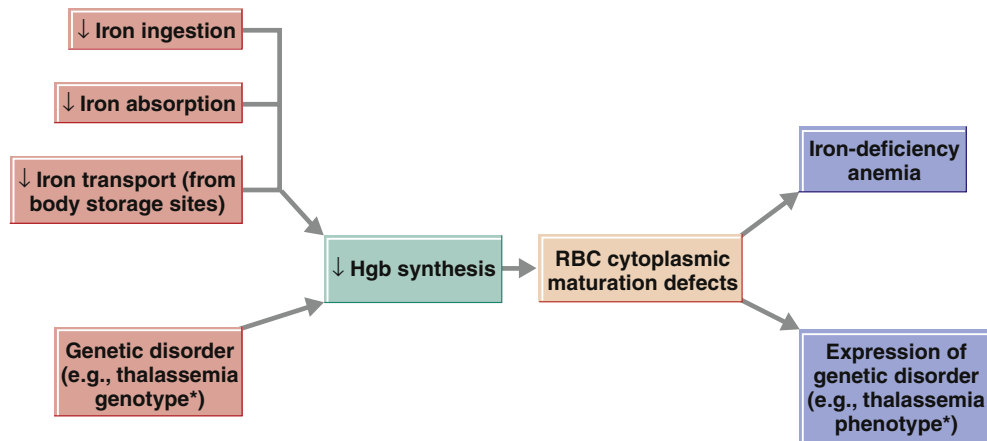 ↓ Iron ingestion
↓ Iron absorption
↓ Iron transport (from
body storage sites)
↓ Hgb synthesis
RBC cytoplasmic
maturation defects
Iron-deficiency
anemia
Genetic disorder
(e.g., thalassemia
genotype*)
Expression of
genetic disorder
(e.g., thalassemia
phenotype*)